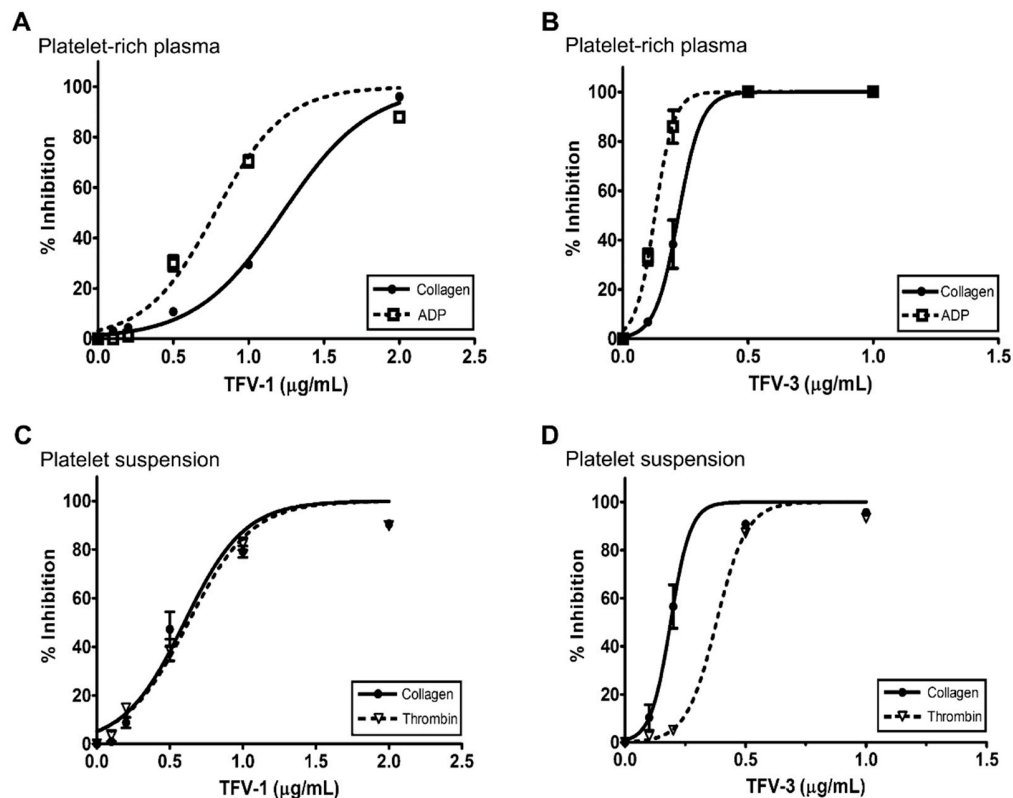 A
Platelet-rich plasma
100
80
60
40
20
0
% Inhibition
0.0 0.5 1.0 1.5 2.0 2.5
TFV-1 (µg/mL)
Collagen
ADP
B
Platelet-rich plasma
100
80
60
40
20
0
% Inhibition
0.0 0.5 1.0 1.5
TFV-3 (µg/mL)
Collagen
ADP
C
Platelet suspension
100
80
60
40
20
0
% Inhibition
0.0 0.5 1.0 1.5 2.0 2.5
TFV-1 (µg/mL)
Collagen
Thrombin
D
Platelet suspension
100
80
60
40
20
0
% Inhibition
0.0 0.5 1.0 1.5
TFV-3 (µg/mL)
Collagen
Thrombin